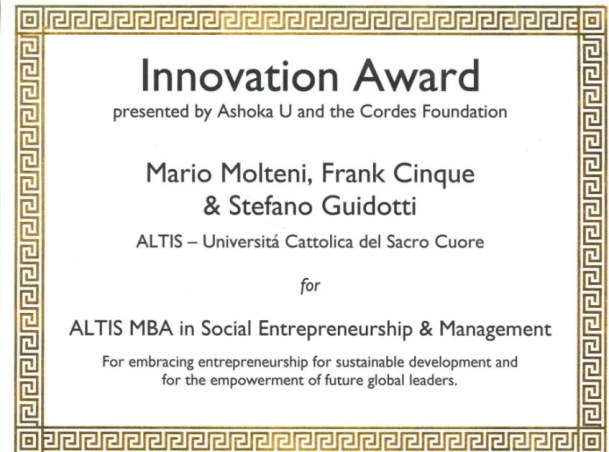 Innovation Award
presented by Ashoka U and the Cordes Foundation
Mario Molteni, Frank Cinque
& Stefano Guidotti
ALTIS – Universitá Cattolica del Sacro Cuore
for
ALTIS MBA in Social Entrepreneurship & Management
For embracing entrepreneurship for sustainable development and
for the empowerment of future global leaders.